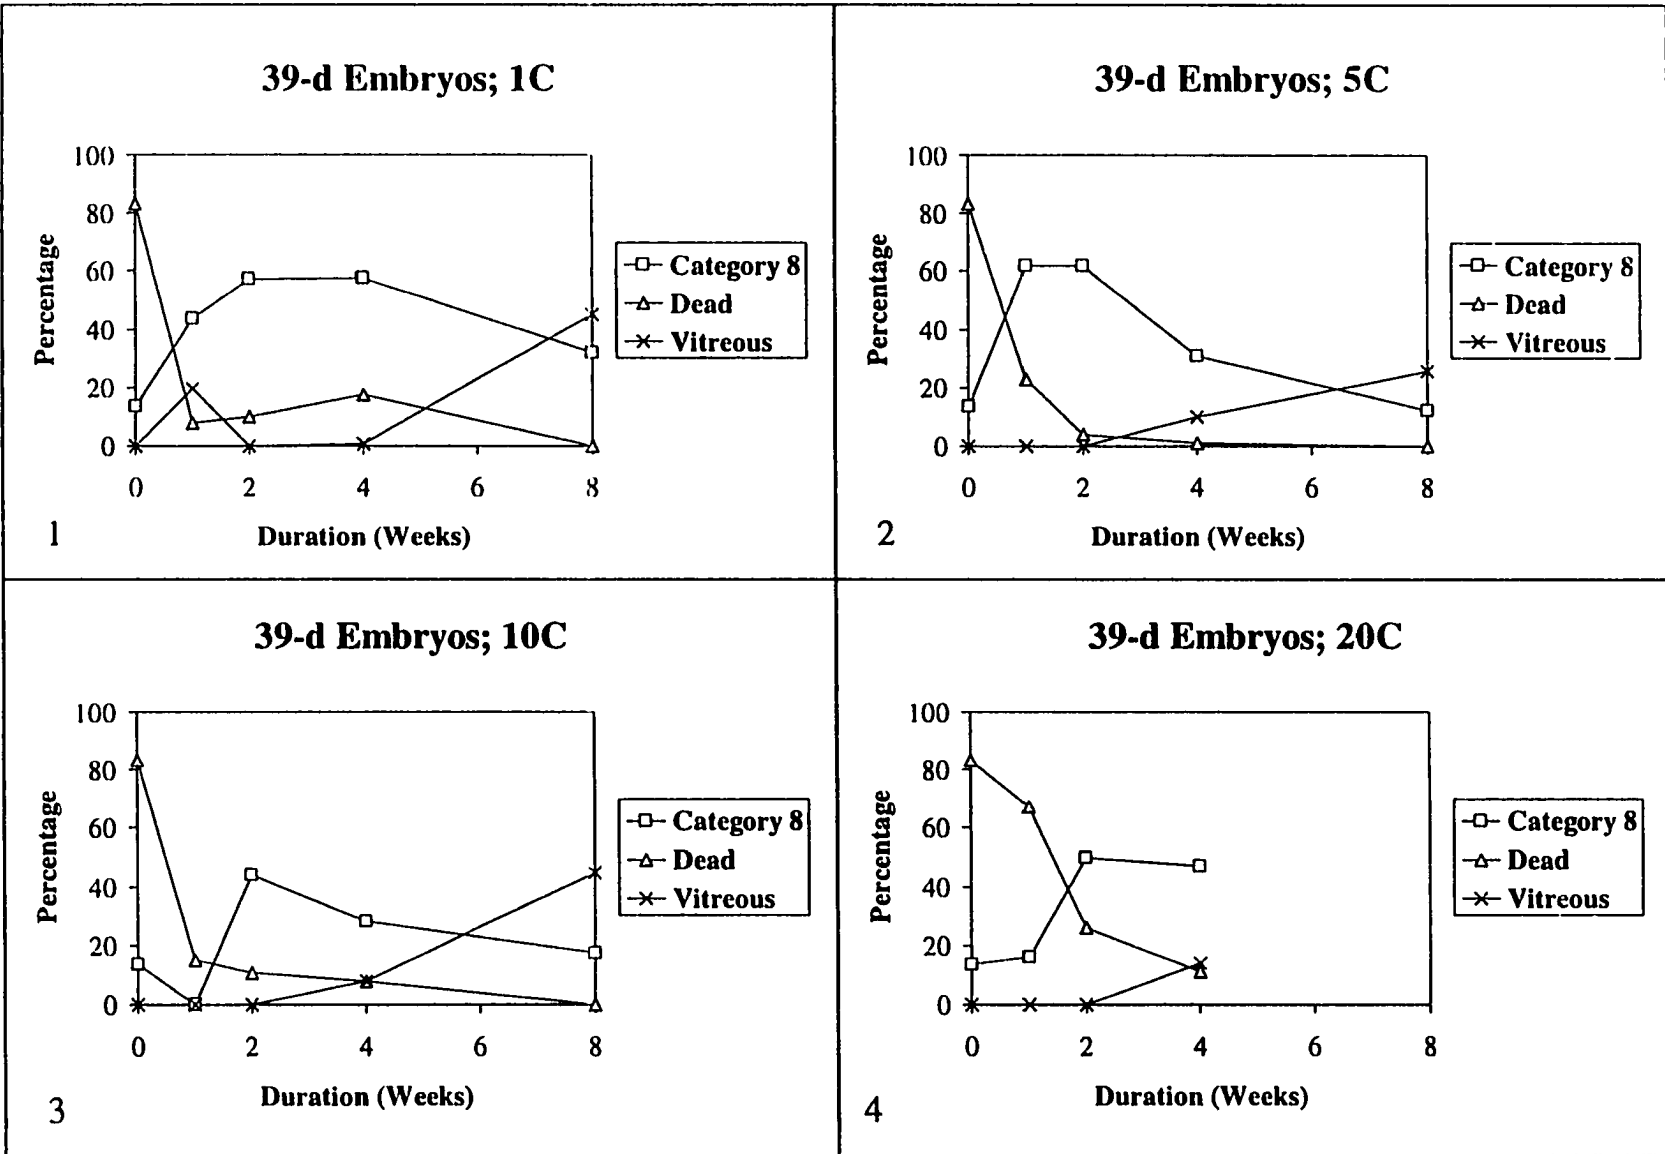 39-d Embryos; 1C
100
80
60
40
20
0
Percentage
0 2 4 6 8
Duration (Weeks)
Category 8
Dead
Vitreous
1
39-d Embryos; 5C
100
80
60
40
20
0
Percentage
0 2 4 6 8
Duration (Weeks)
Category 8
Dead
Vitreous
2
39-d Embryos; 10C
100
80
60
40
20
0
Percentage
0 2 4 6 8
Duration (Weeks)
Category 8
Dead
Vitreous
3
39-d Embryos; 20C
100
80
60
40
20
0
Percentage
0 2 4 6 8
Duration (Weeks)
Category 8
Dead
Vitreous
4